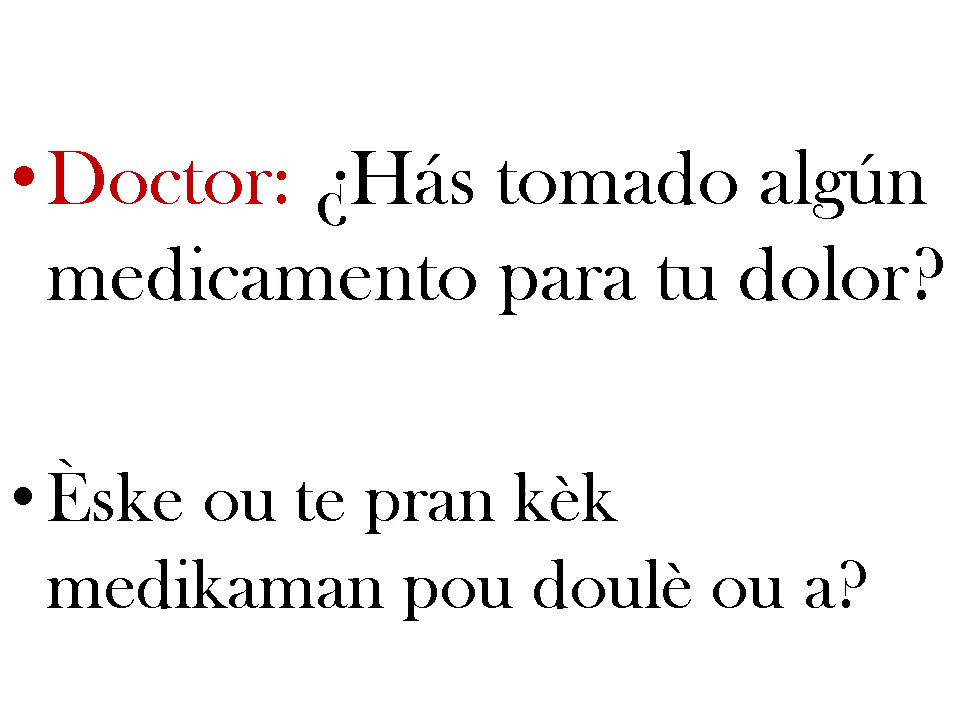 • Doctor: ¿Hás tomado algún
medicamento para tu dolor?
• Èske ou te pran kèk
medikaman pou doulè ou a?